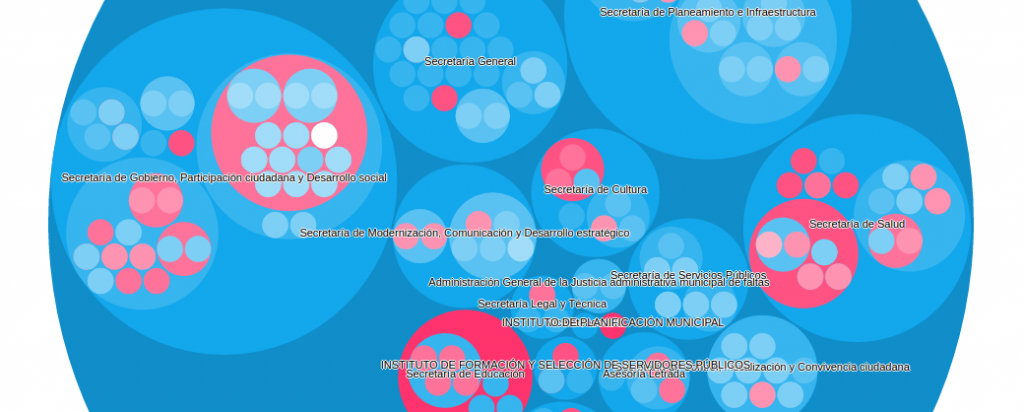 Secretaría de Planeamiento e Infraestructura
Secretaría General
Secretaría de Gobierno, Participación ciudadana y Desarrollo social
Secretaría de Cultura
Secretaría de Salud
Secretaría de Modernización, Comunicación y Desarrollo estratégico
Secretaría de Servicios Públicos
Administración General de la Justicia administrativa municipal de faltas
Secretaría Legal y Técnica
INSTITUTO DE PLANIFICACIÓN MUNICIPAL
INSTITUTO DE FORMACIÓN Y SELECCIÓN DE SERVIDORES PÚBLICOS
y Convivencia ciudadana
Secretaría de Educación
Asesoría Letrada